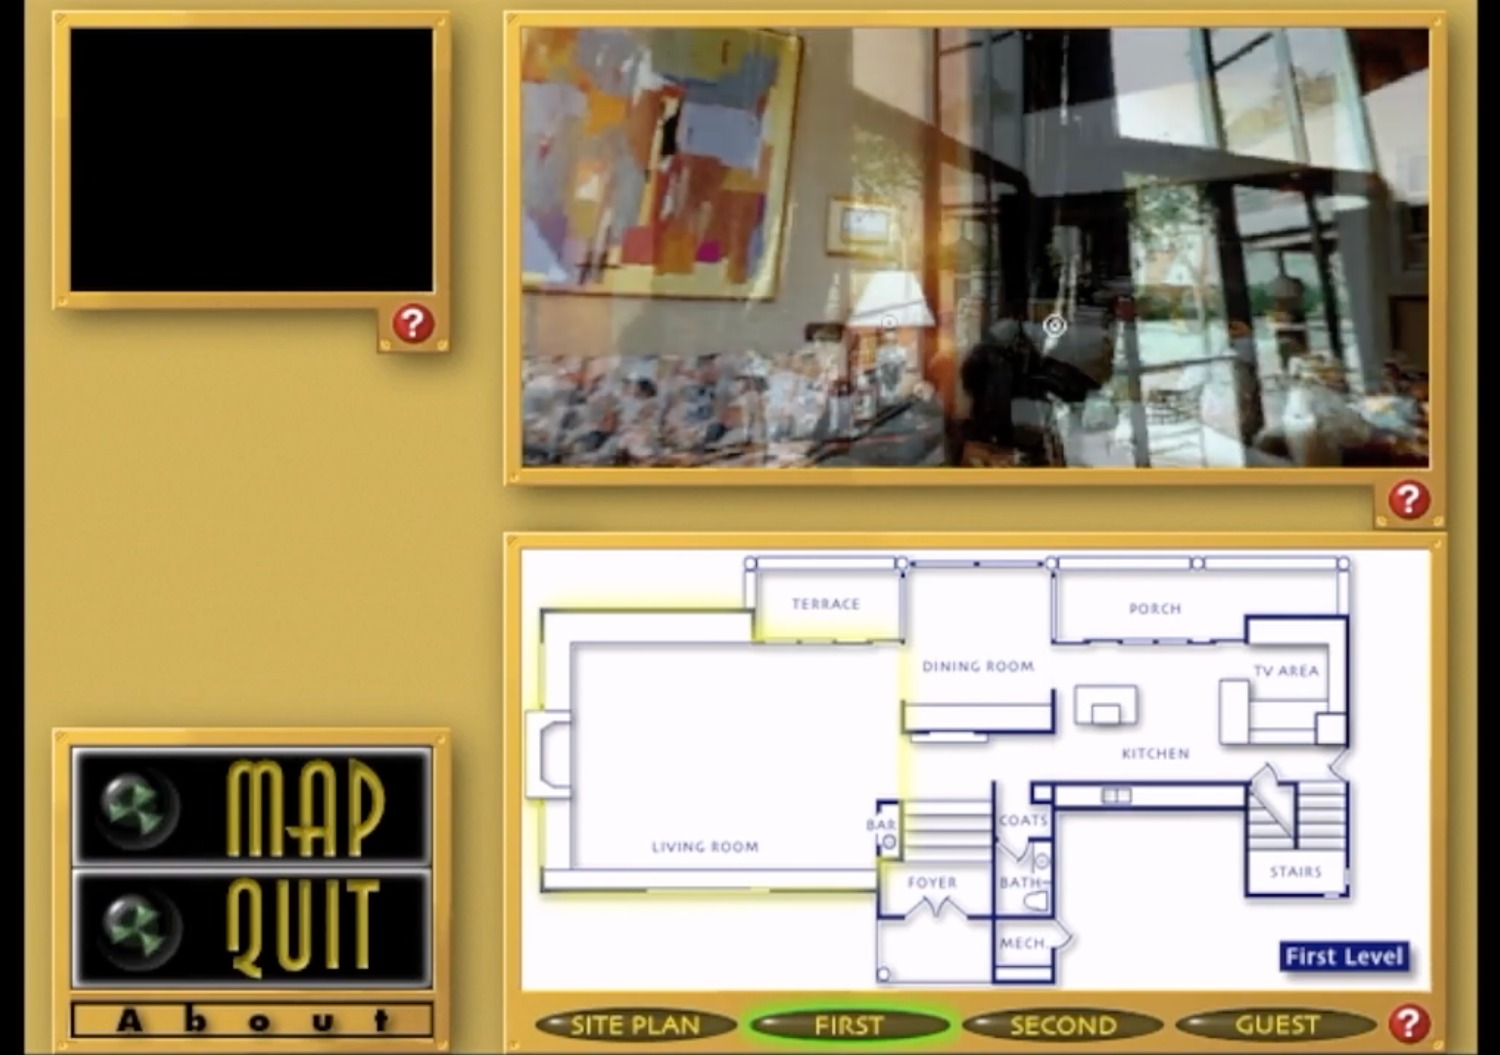 ?
?
TERRACE
PORCH
DINING ROOM
TV AREA
KITCHEN
BAR
COATS
LIVING ROOM
FOYER
BATH
STAIRS
MECH.
First Level
MAP
QUIT
About
SITE PLAN
FIRST
SECOND
GUEST
?